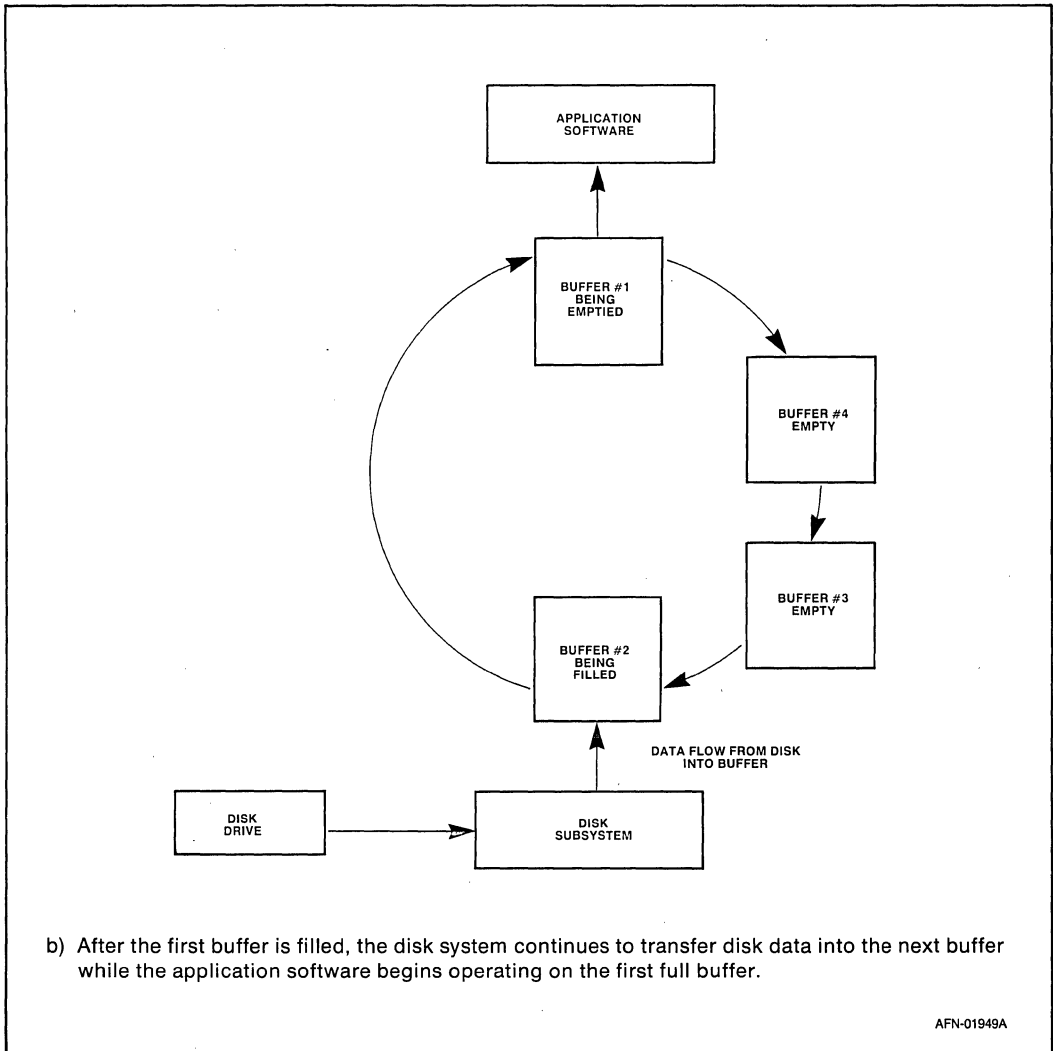 APPLICATION
SOFTWARE
BUFFER #1
BEING
EMPTIED
BUFFER #4
EMPTY
BUFFER #3
EMPTY
BUFFER #2
BEING
FILLED
DATA FLOW FROM DISK
INTO BUFFER
DISK
DRIVE
DISK
SUBSYSTEM
b) After the first buffer is filled, the disk system continues to transfer disk data into the next buffer
while the application software begins operating on the first full buffer.
AFN-01949A